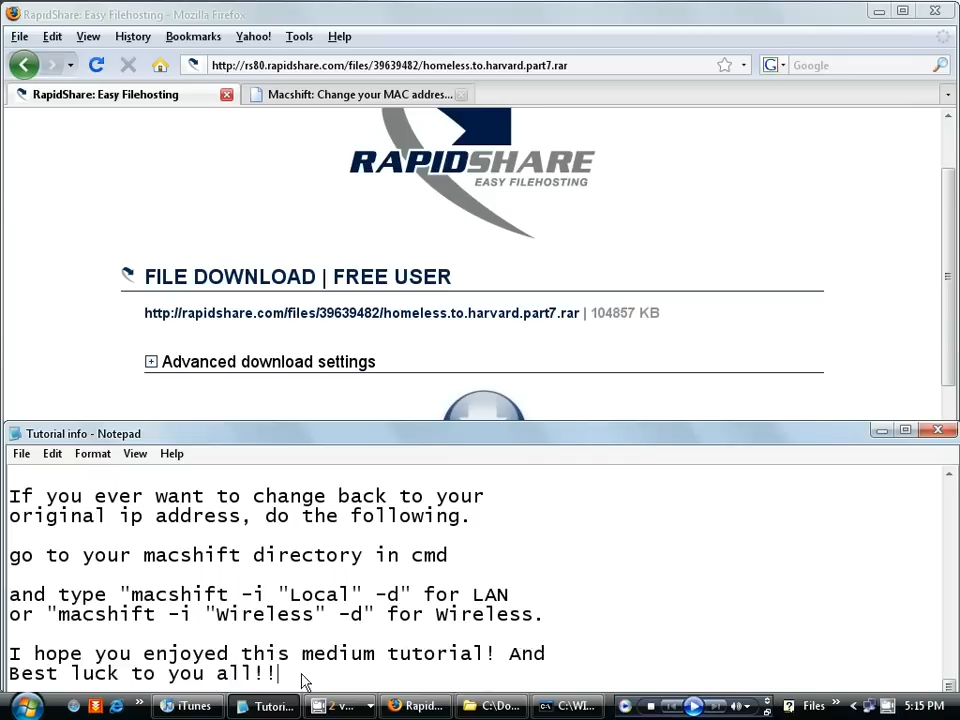 RapidShare: Easy Filehosting - Mozilla Firefox
File Edit View History Bookmarks Yahoo! Tools Help
http://rs80.rapidshare.com/files/39639482/homeless.to.harvard.part7.rar
G Google
RapidShare: Easy Filehosting
Macshift: Change your MAC addres...
RAPIDSHARE
EASY FILEHOSTING
FILE DOWNLOAD | FREE USER
http://rapidshare.com/files/39639482/homeless.to.harvard.part7.rar | 104857 KB
Advanced download settings
Tutorial info - Notepad
File Edit Format View Help
If you ever want to change back to your
original ip address, do the following.
go to your macshift directory in cmd
and type "macshift -i "Local" -d" for LAN
or "macshift -i "Wireless" -d" for Wireless.
I hope you enjoyed this medium tutorial! And
Best luck to you all!!
» iTunes Tutori... 2 v... Rapid... C:\Do... C:\WI... ? Files » < 5:15 PM